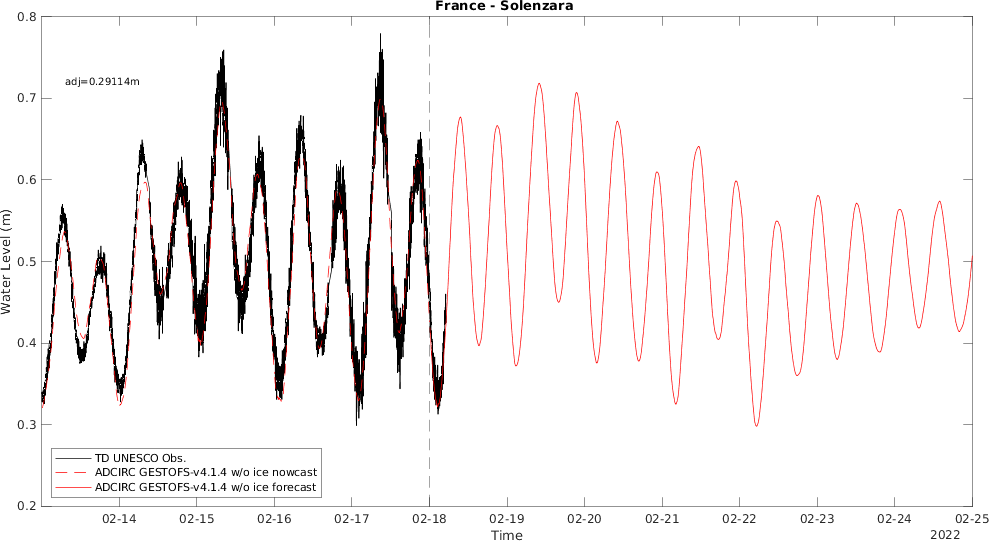 France - Solenzara
adj=0.29114m
Water Level (m)
0.8
0.7
0.6
0.5
0.4
0.3
0.2
TD UNESCO Obs.
ADCIRC GESTOFS-v4.1.4 w/o ice nowcast
ADCIRC GESTOFS-v4.1.4 w/o ice forecast
02-14 02-15 02-16 02-17 02-18 02-19 02-20 02-21 02-22 02-23 02-24 02-25
Time
2022